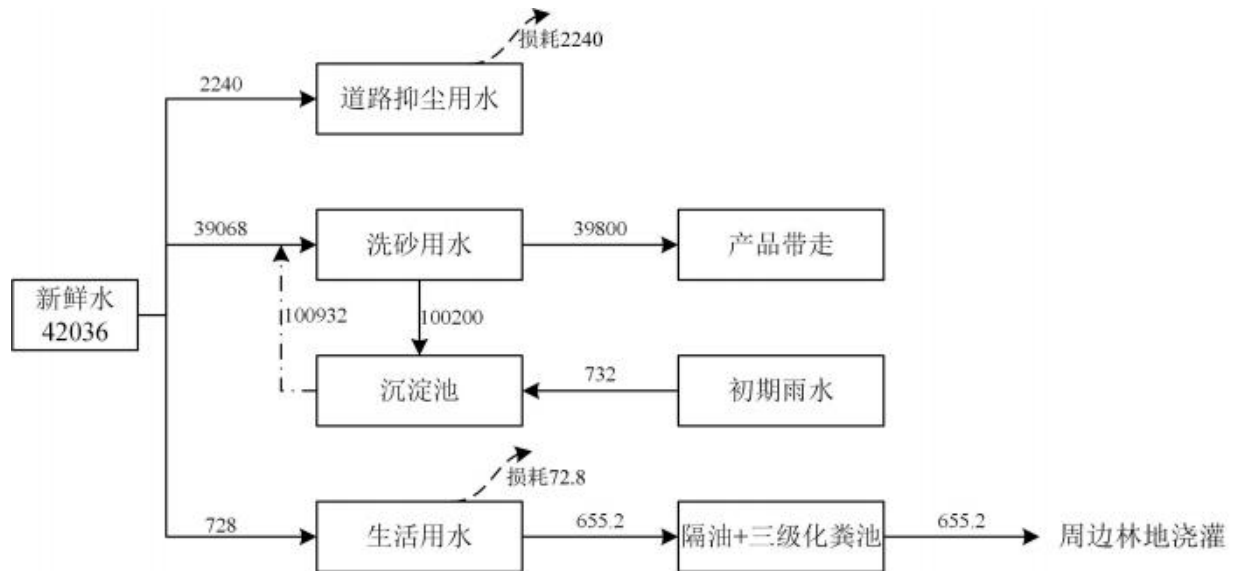 损耗2240
2240
道路抑尘用水
39068
洗砂用水
39800
产品带走
新鲜水
42036
100932
100200
沉淀池
732
初期雨水
损耗72.8
728
生活用水
655.2
隔油+三级化粪池
655.2
周边林地浇灌